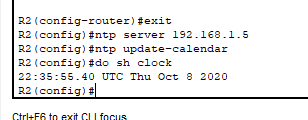 R2(config-router)#exit
R2(config)#ntp server 192.168.1.5
R2(config)#ntp update-calendar
R2(config)#do sh clock
22:35:55.40 UTC Thu Oct 8 2020
R2(config)#
Ctrl+F6 to exit CLI focus